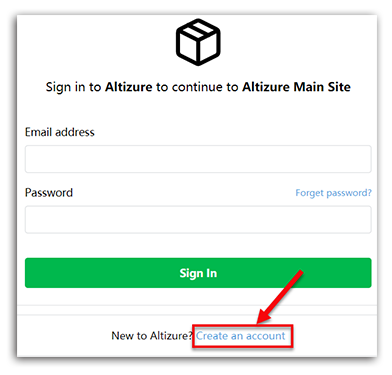 Sign in to Altizure to continue to Altizure Main Site
Email address
Password Forget password?
Sign In
New to Altizure? Create an account